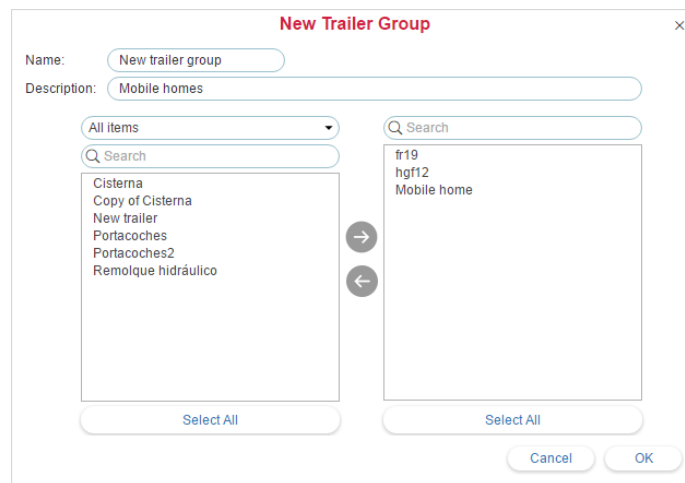 New Trailer Group
Name: New trailer group
Description: Mobile homes
All items
Search
Search
Cisterna
Copy of Cisterna
New trailer
Portacoches
Portacoches2
Remolque hidráulico
fr19
hgf12
Mobile home
Select All
Select All
Cancel
OK